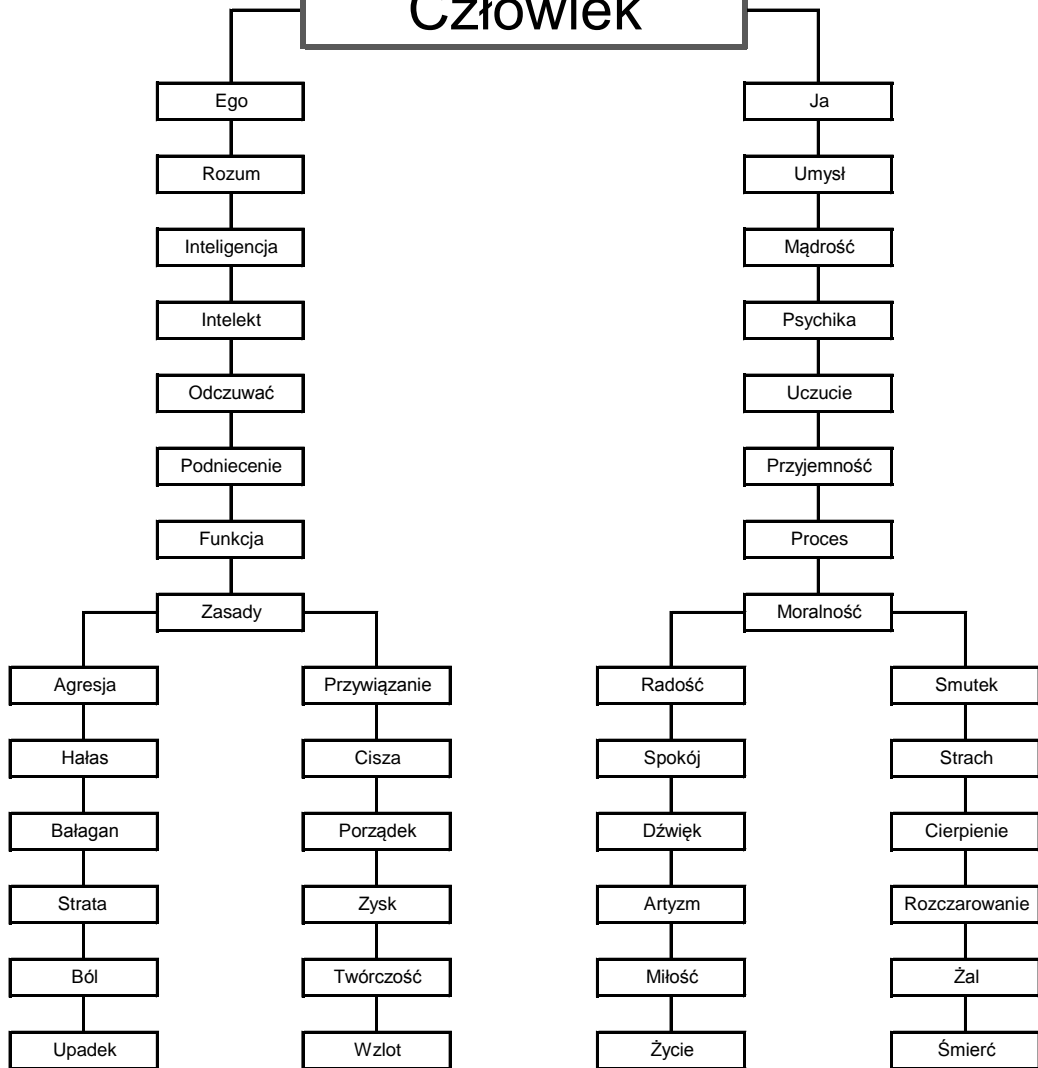 Człowiek
Ego
Ja
Rozum
Umysł
Inteligencja
Mądrość
Intelekt
Psychika
Odczuwać
Uczucie
Podniecenie
Przyjemność
Funkcja
Proces
Zasady
Moralność
Agresja
Przywiązanie
Radość
Smutek
Hałas
Cisza
Spokój
Strach
Bałagan
Porządek
Dźwięk
Cierpienie
Strata
Zysk
Artyzm
Rozczarowanie
Ból
Twórczość
Miłość
Żal
Upadek
Wzlot
Życie
Śmierć